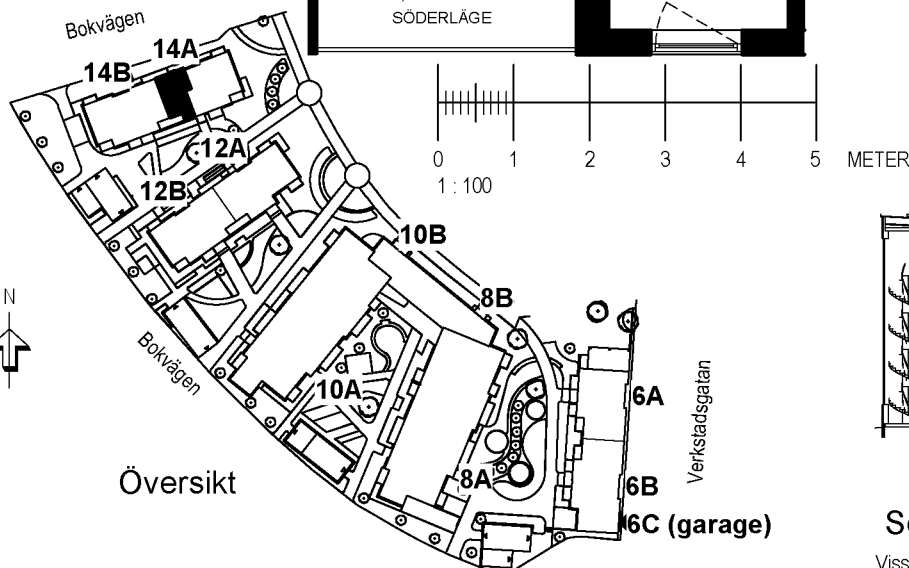 SÖDERLÄGE
Bokvägen
14A
14B
12A
12B
0 1 2 3 4 5 METER
1 : 100
10B
N
8B
Bokvägen
10A
6A
Verkstadsgatan
Översikt
8A
6B
6C (garage)